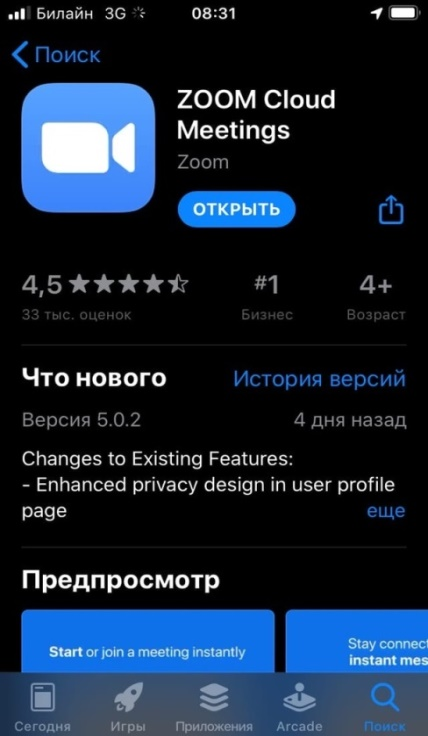 Билайн 3G 08:31
Поиск
ZOOM Cloud
Meetings
Zoom
ОТКРЫТЬ
4,5 #1 4+
33 тыс. оценок Бизнес Возраст
Что нового История версий
Версия 5.0.2 4 дня назад
Changes to Existing Features:
- Enhanced privacy design in user profile
page еще
Предпросмотр
Start or join a meeting instantly
Stay connect
instant mes
Сегодня Игры Приложения Arcade Поиск